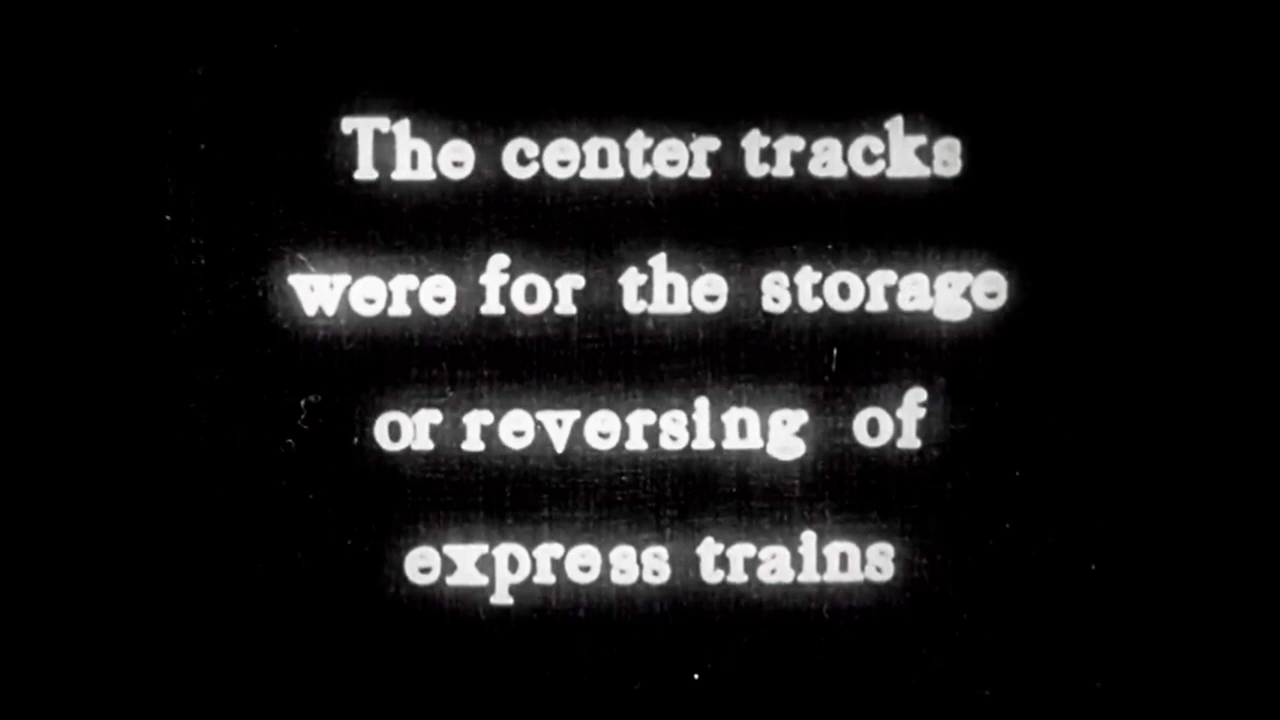 The center tracks
were for the storage
or reversing of
express trains